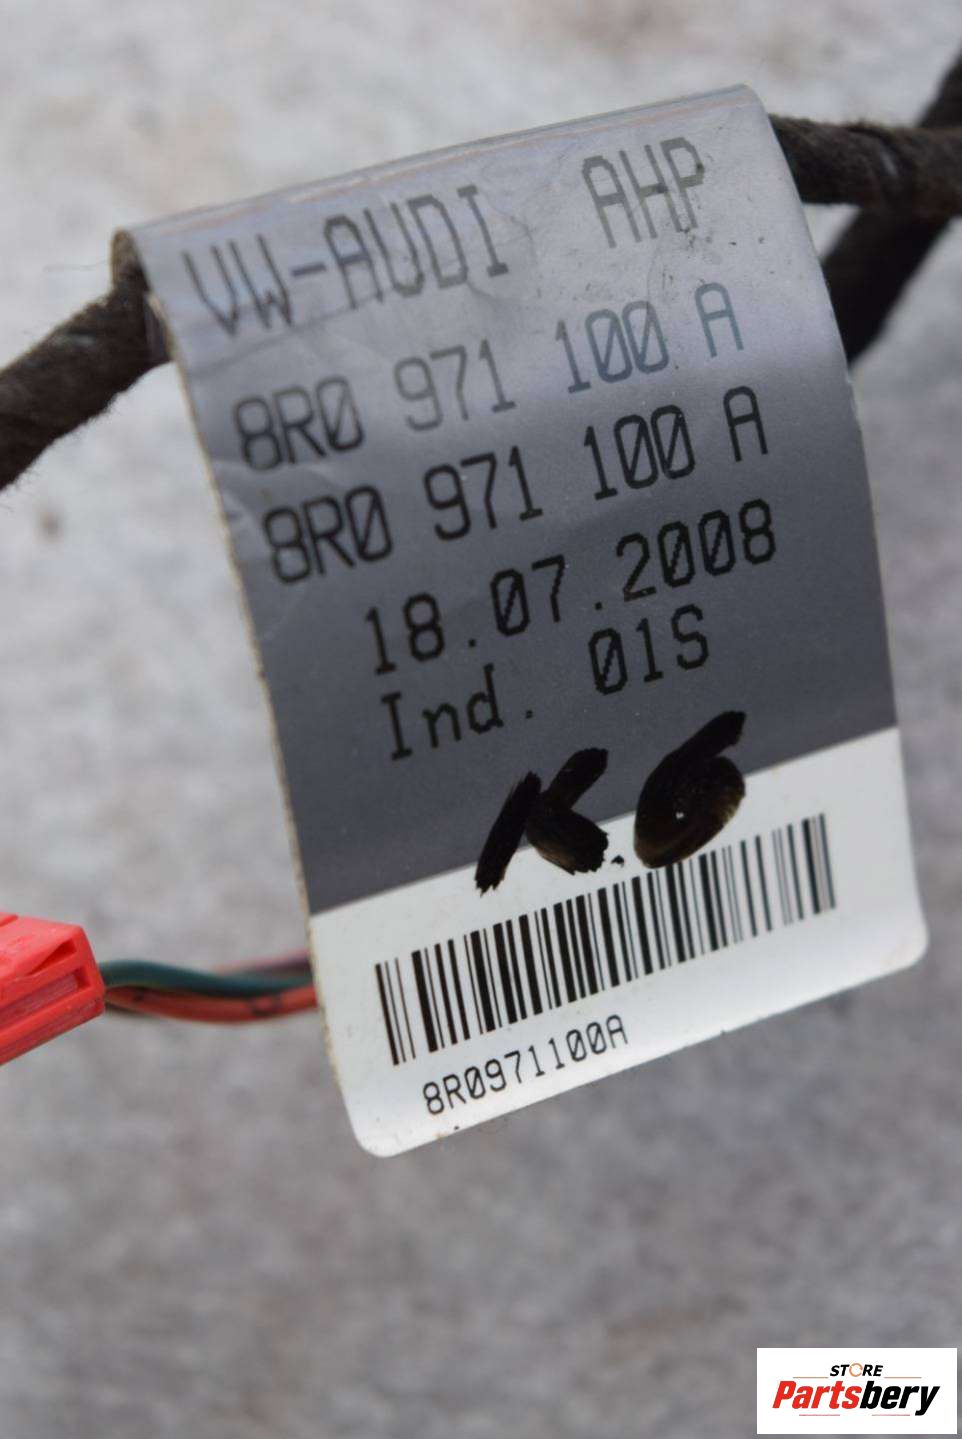 VW-AUDI AHP
8R0 971 100 A
8R0 971 100 A
18.07.2008
Ind. 01S
K.6
8R0971100A
STORE
Partsbery